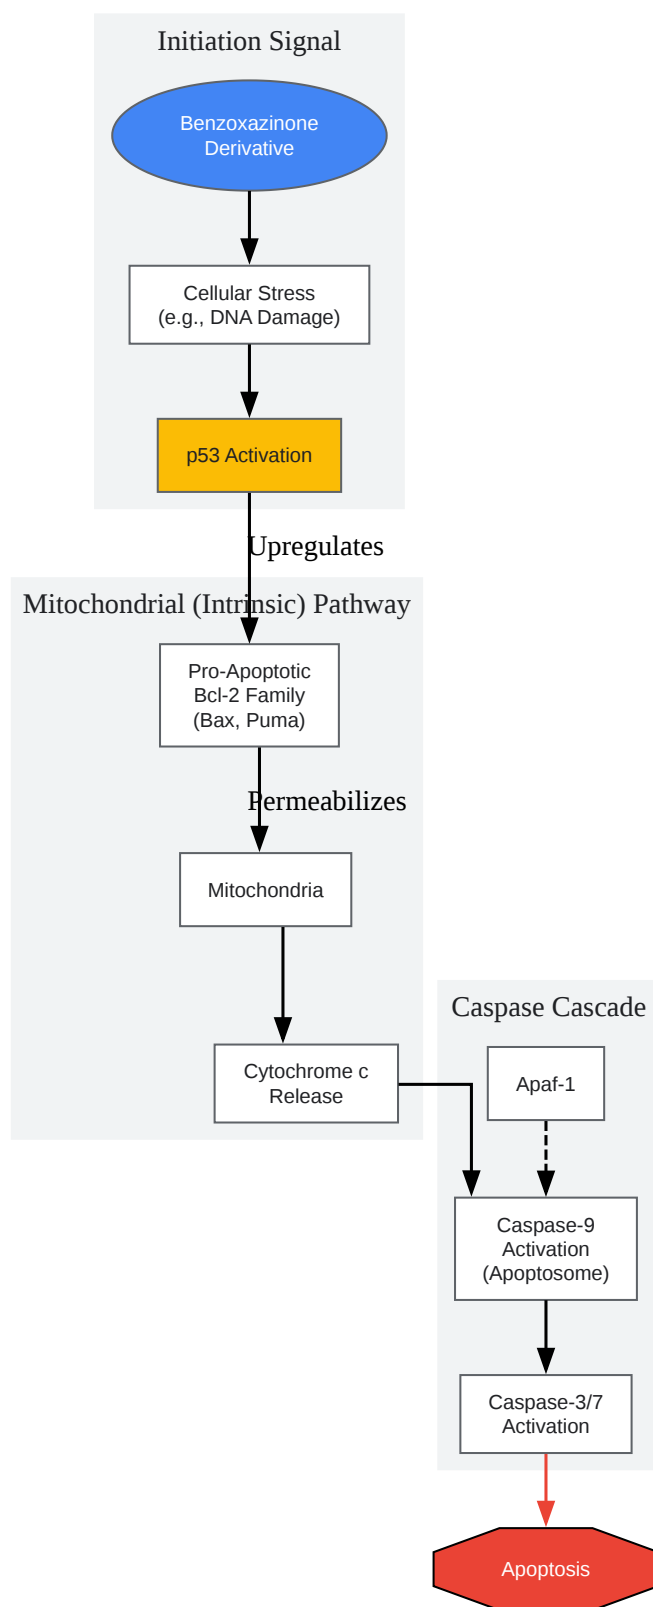 Initiation Signal
Benzoxazinone
Derivative
Cellular Stress
(e.g., DNA Damage)
p53 Activation
Upregulates
Mitochondrial (Intrinsic) Pathway
Pro-Apoptotic
Bcl-2 Family
(Bax, Puma)
Permeabilizes
Mitochondria
Cytochrome c
Release
Caspase Cascade
Apaf-1
Caspase-9
Activation
(Apoptosome)
Caspase-3/7
Activation
Apoptosis